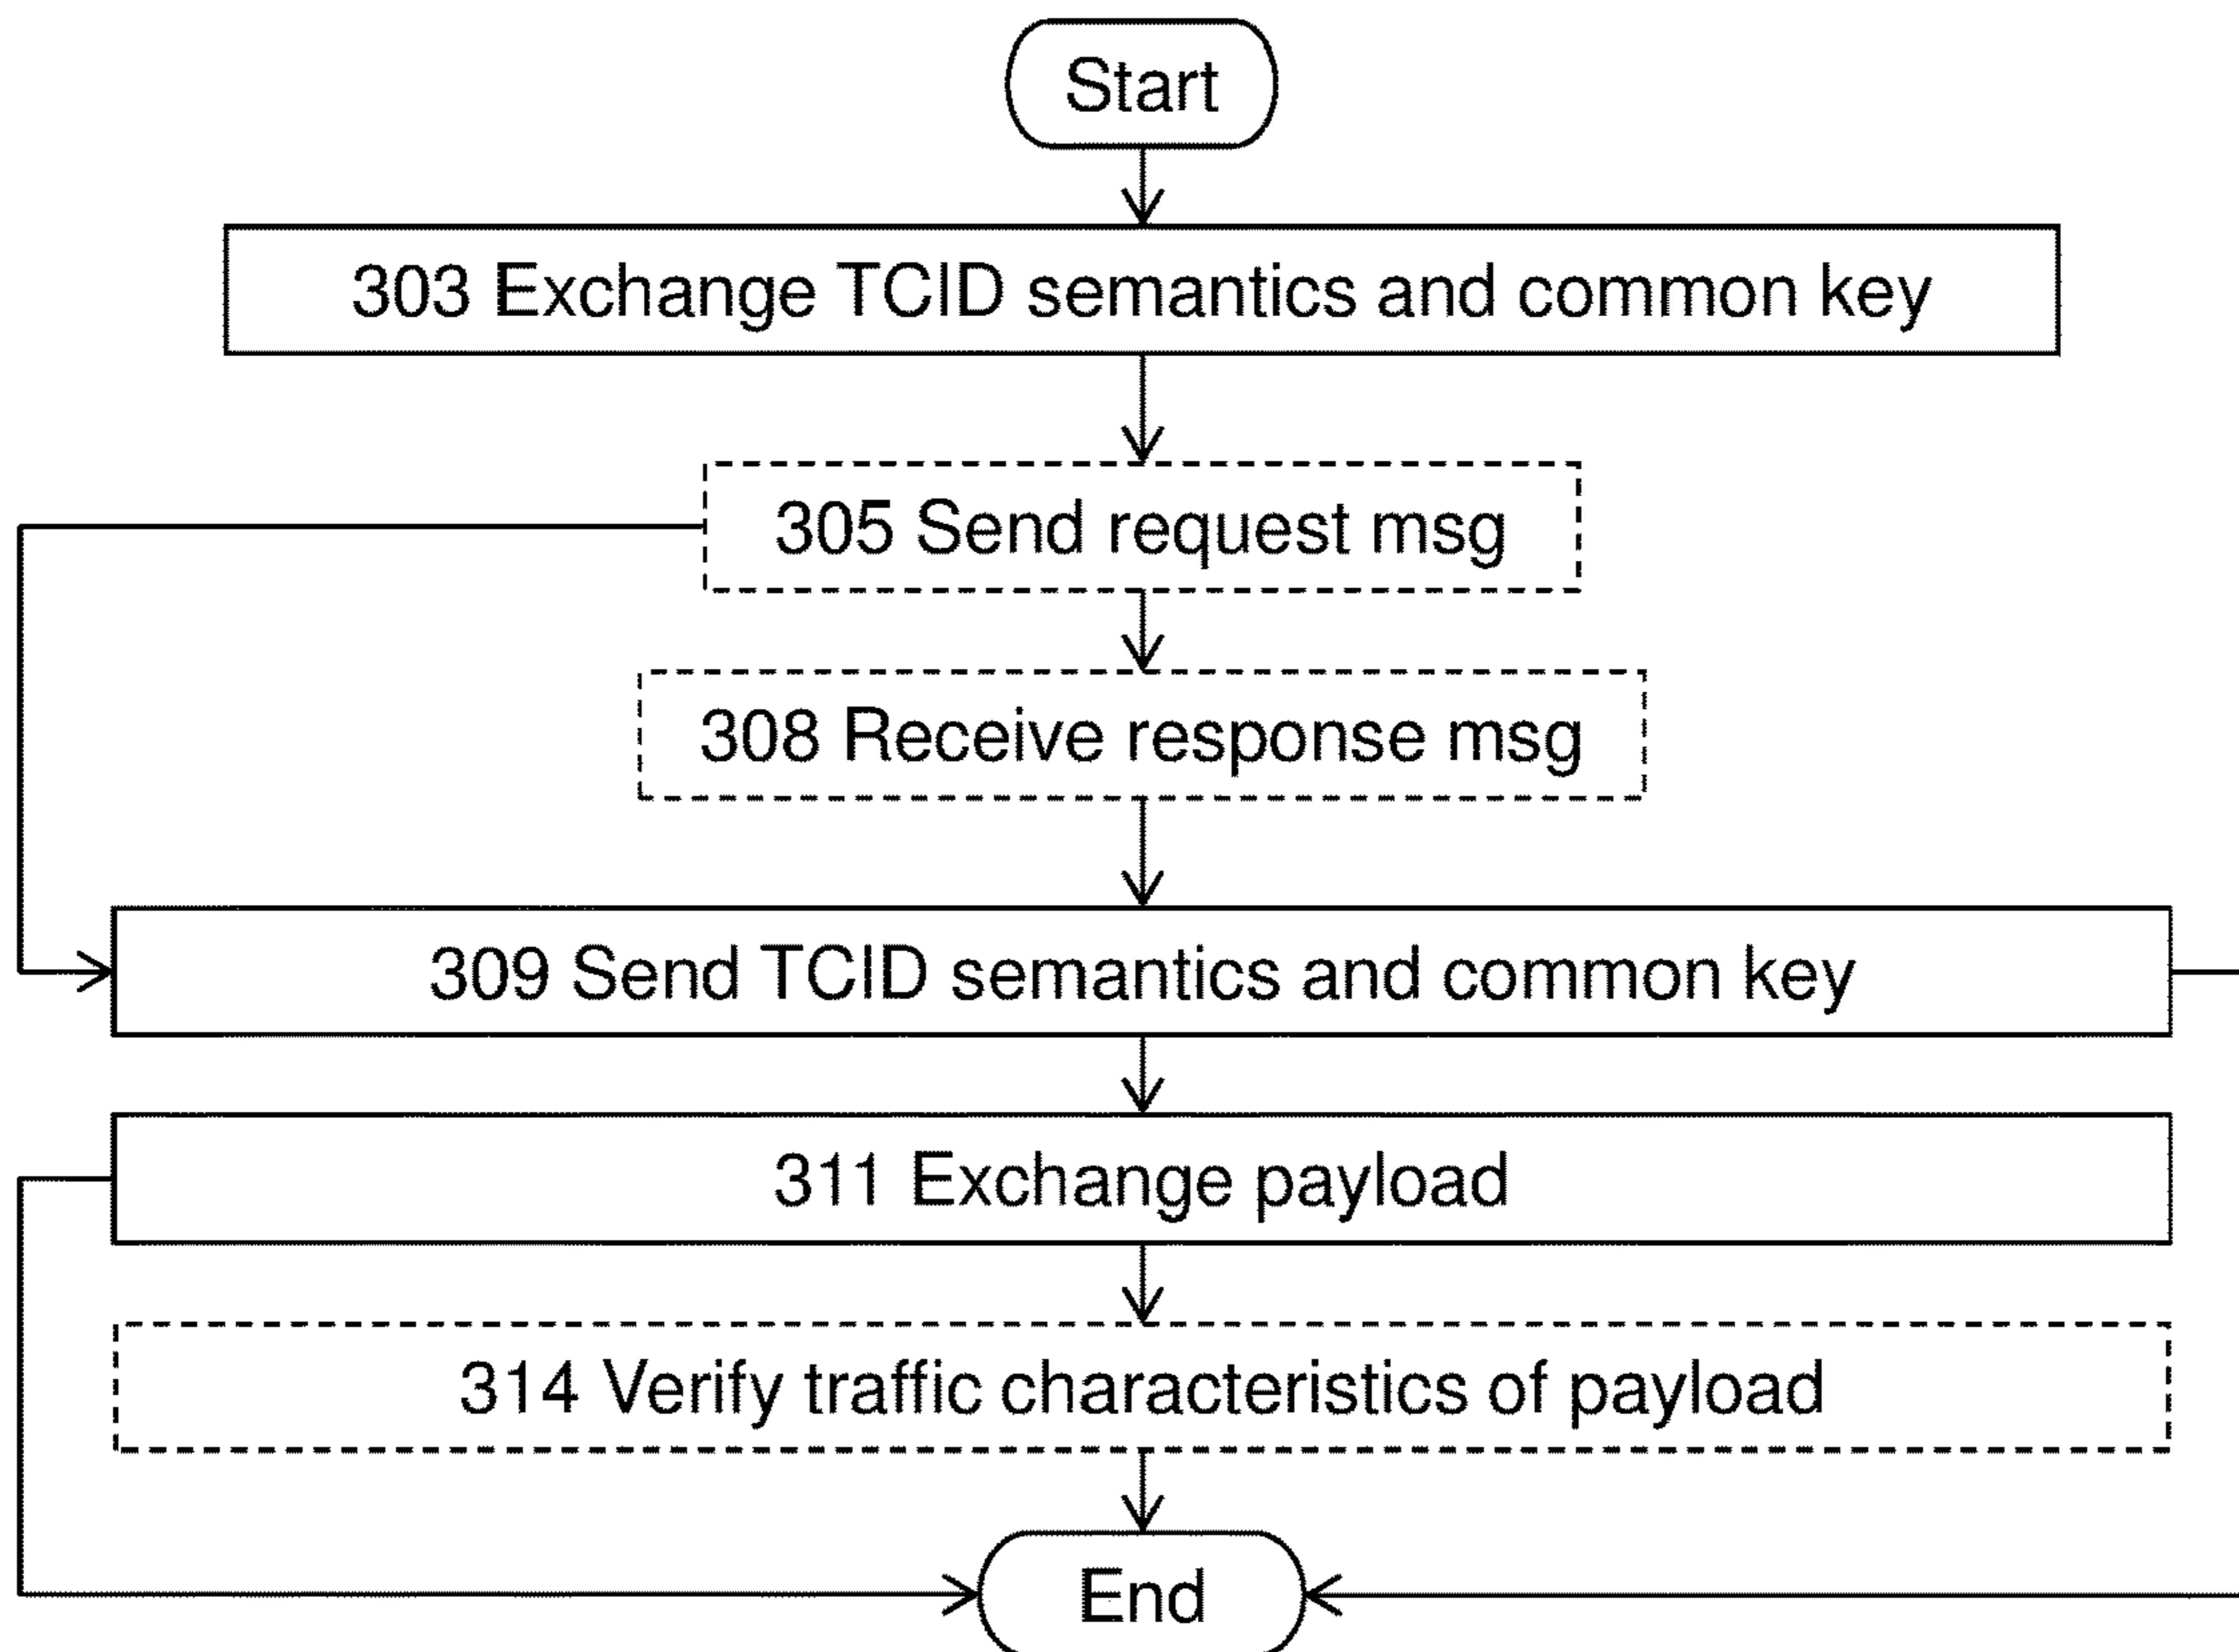 Start
303 Exchange TCID semantics and common key
305 Send request msg
308 Receive response msg
309 Send TCID semantics and common key
311 Exchange payload
314 Verify traffic characteristics of payload
End